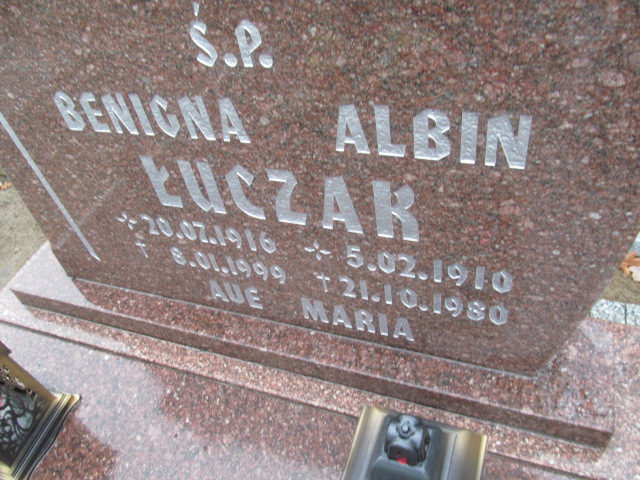 Ś.P.
BENIGNA ALBIN
ŁUCZAK
20.07.1916 5.02.1910
† 8.01.1999 † 21.10.1980
AVE MARIA